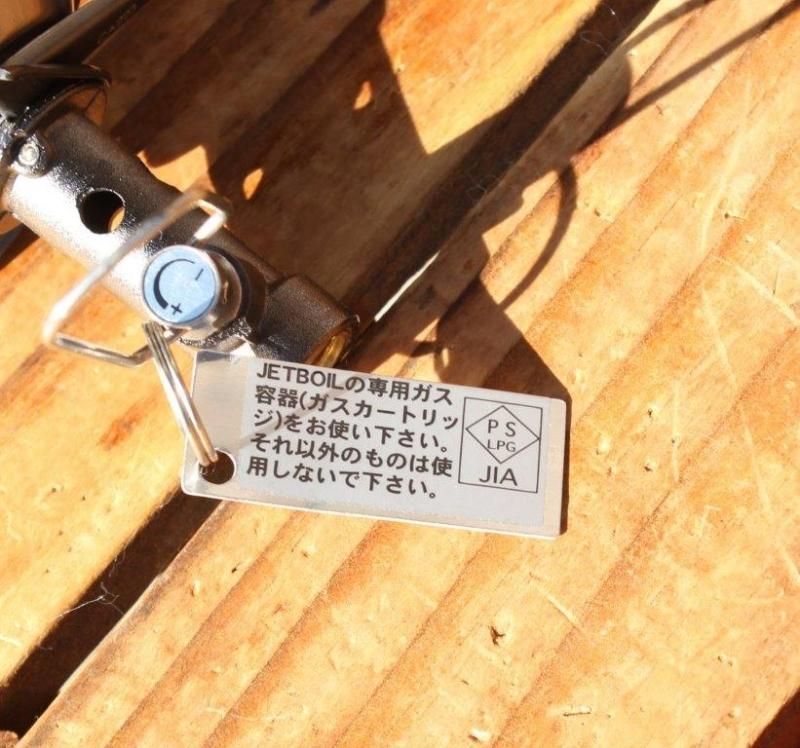 JETBOILの専用ガス
容器(ガスカートリッ
ジ)をお使い下さい。
それ以外のものは使
用しないで下さい。
P S
LPG
JIA
- +